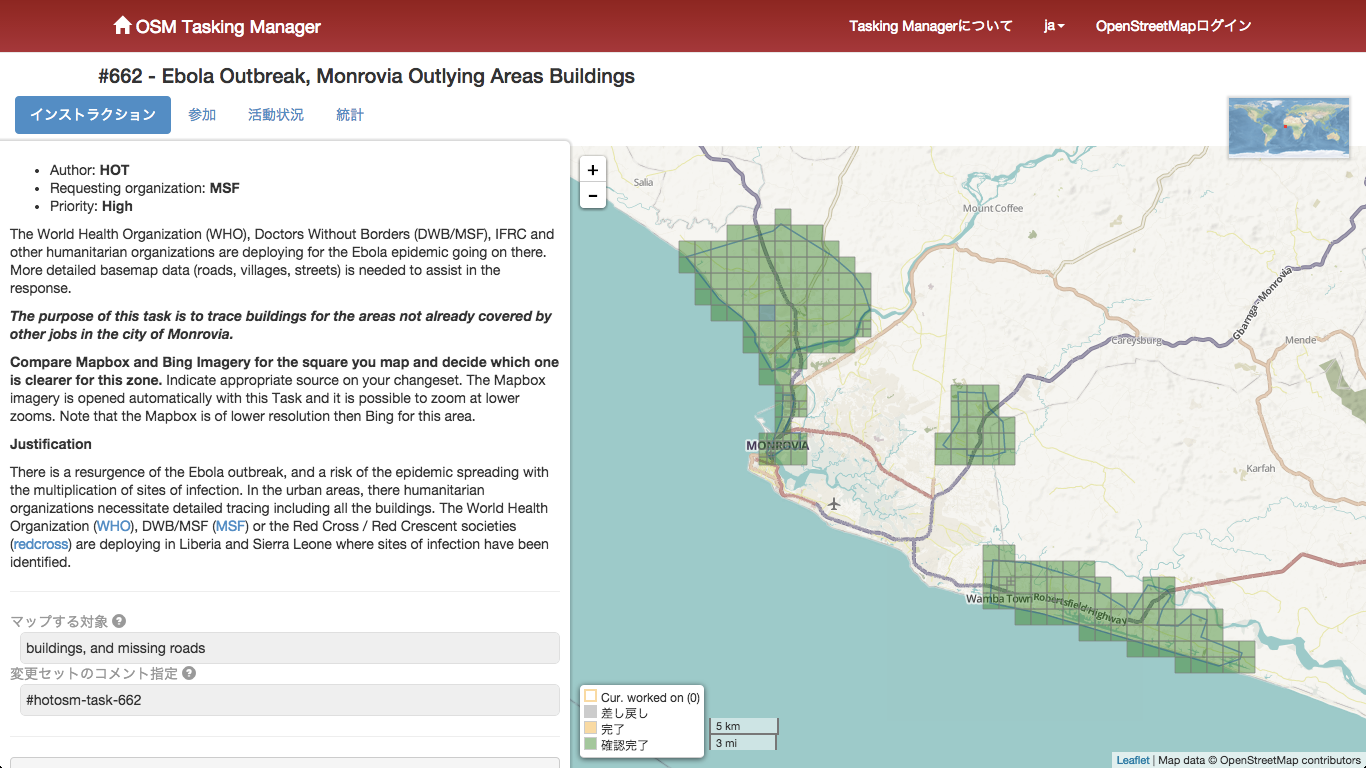 OSM Tasking Manager
Tasking Managerについて
ja
OpenStreetMapログイン
#662 - Ebola Outbreak, Monrovia Outlying Areas Buildings
インストラクション
参加
活動状況
統計
Author: HOT
Requesting organization: MSF
Priority: High
The World Health Organization (WHO), Doctors Without Borders (DWB/MSF), IFRC and
other humanitarian organizations are deploying for the Ebola epidemic going on there.
More detailed basemap data (roads, villages, streets) is needed to assist in the
response.
The purpose of this task is to trace buildings for the areas not already covered by
other jobs in the city of Monrovia.
Compare Mapbox and Bing Imagery for the square you map and decide which one
is clearer for this zone. Indicate appropriate source on your changeset. The Mapbox
imagery is opened automatically with this Task and it is possible to zoom at lower
zooms. Note that the Mapbox is of lower resolution then Bing for this area.
Justification
There is a resurgence of the Ebola outbreak, and a risk of the epidemic spreading with
the multiplication of sites of infection. In the urban areas, there humanitarian
organizations necessitate detailed tracing including all the buildings. The World Health
Organization (WHO), DWB/MSF (MSF) or the Red Cross / Red Crescent societies
(redcross) are deploying in Liberia and Sierra Leone where sites of infection have been
identified.
マップする対象 ?
buildings, and missing roads
変更セットのコメント指定 ?
#hotosm-task-662
+
-
Salia
Mount Coffee
Gbarnga-Monrovia
Careysburg
Mende
MONROVIA
Karfah
Wamba Town
Robertsfield Highway
Cur. worked on (0)
差し戻し
完了
確認完了
5 km
3 mi
Leaflet | Map data © OpenStreetMap contributors